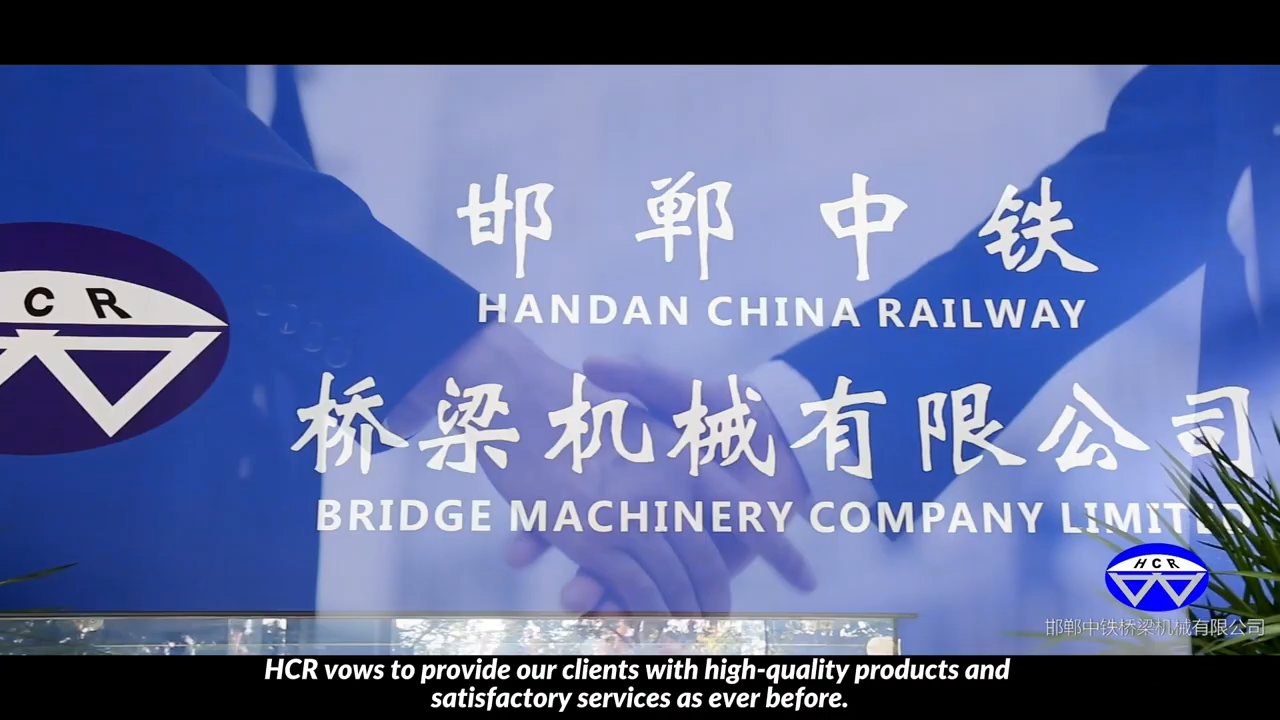 邯郸中铁
HANDAN CHINA RAILWAY
HCR
桥梁机械有限公司
BRIDGE MACHINERY COMPANY LIMITED
HCR
邯郸中铁桥梁机械有限公司
HCR vows to provide our clients with high-quality products and
satisfactory services as ever before.